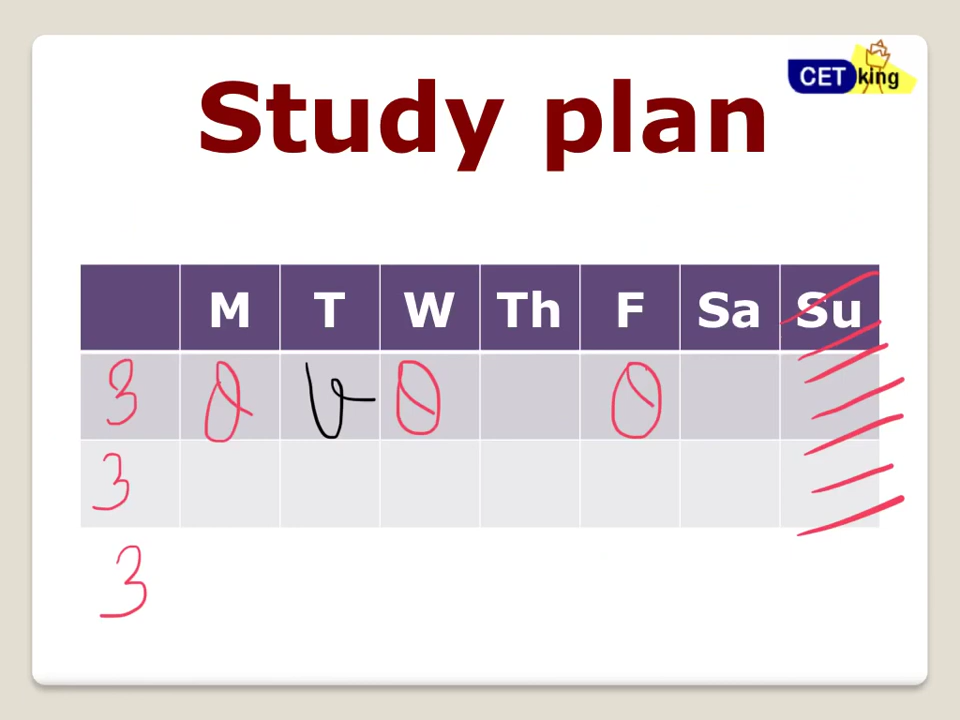 CET king
Study plan
M T W Th F Sa Su
3 Q V Q Q
3
3